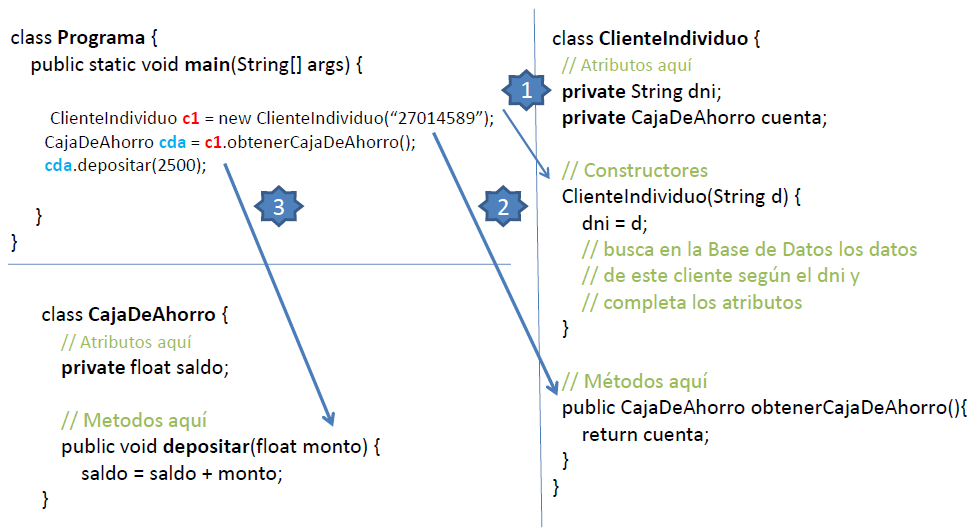 class Programa {
public static void main(String[] args) {
ClienteIndividuo c1 = new ClienteIndividuo(“27014589”);
CajaDeAhorro cda = c1.obtenerCajaDeAhorro();
cda.depositar(2500);
}
}
1
2
3
class CajaDeAhorro {
// Atributos aquí
private float saldo;
// Metodos aquí
public void depositar(float monto) {
saldo = saldo + monto;
}
class ClienteIndividuo {
// Atributos aquí
private String dni;
private CajaDeAhorro cuenta;
// Constructores
ClienteIndividuo(String d) {
dni = d;
// busca en la Base de Datos los datos
// de este cliente según el dni y
// completa los atributos
}
// Métodos aquí
public CajaDeAhorro obtenerCajaDeAhorro(){
return cuenta;
}
}